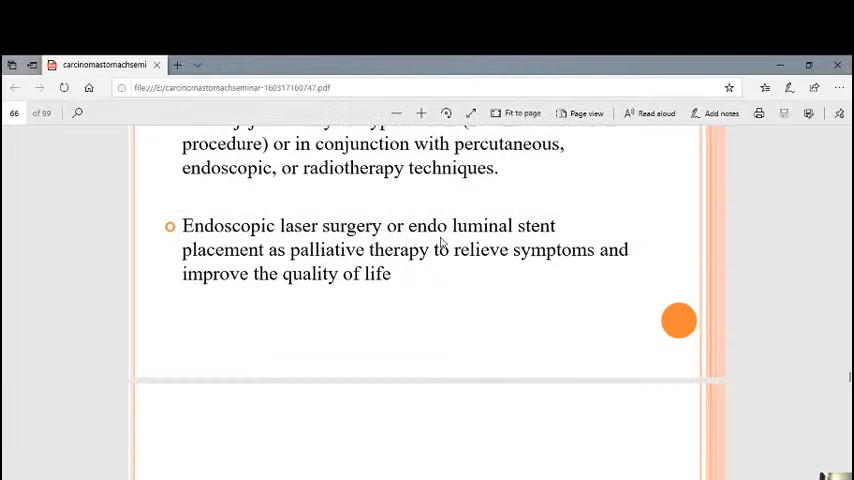 carcinomastomachsemi
file:///E:/carcinomastomachseminar-160317160747.pdf
66 of 99
Fit to page
Page view
Read aloud
Add notes
procedure) or in conjunction with percutaneous,
endoscopic, or radiotherapy techniques.
Endoscopic laser surgery or endo luminal stent
placement as palliative therapy to relieve symptoms and
improve the quality of life